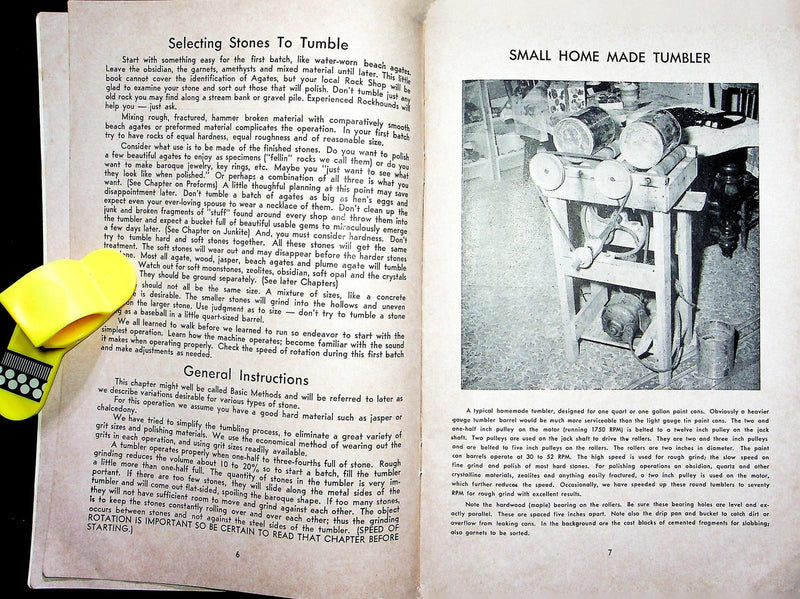 Selecting Stones To Tumble
Start with something easy for the first batch, like water-worn beach agates.
Leave the obsidian, the garnets, amethysts and mixed material until later. This little
book cannot cover the identification of Agates, but your local Rock Shop will be
glad to examine your stone and sort out those that will polish. Don't tumble just any
old rock you may find along a stream bank or gravel pile. Experienced Rockhounds will
help you — just ask.
Mixing rough, fractured, hammer broken material with comparatively smooth
beach agates or preformed material complicates the operation. In your first batch
try to have rocks of equal hardness, equal roughness and of reasonable size.
Consider what use is to be made of the finished stones. Do you want to polish
a few beautiful agates to enjoy as specimens ("fellin" rocks we call them) or do you
want to make baroque jewelry, key rings, etc. Maybe you "just want to see what
they look like when polished." Or perhaps a combination of all three is what you
want. (See Chapter on Preforms) A little thoughtful planning at this point may save
disappointment later. Don't tumble a batch of agates as big as hen's eggs and
expect even your ever-loving spouse to wear a necklace of them. Don't clean up the
junk and broken fragments of "stuff" found around every shop and throw them into
the tumbler and expect a bucket full of beautiful usable gems to miraculously emerge
a few days later. (See Chapter on Junkite) And, you must consider hardness. Don't
try to tumble hard and soft stones together. All these stones will get the same
treatment. The soft stones will wear out and may disappear before the harder stones
one. Most all agate, wood, jasper, beach agates and plume agate will tumble
Watch out for soft moonstones, zeolites, obsidian, soft opal and the crystals
They should be ground separately. (See later Chapters)
should not all be the same size. A mixture of sizes, like a concrete
is desirable. The smaller stones will grind into the hollows and uneven
on the larger stone. Use judgment as to size — don't try to tumble a stone
as a baseball in a little quart-sized barrel.
We all learned to walk before we learned to run so endeavor to start with the
simplest operation. Learn how the machine operates; become familiar with the sound
it makes when operating properly. Check the speed of rotation during this first batch
and make adjustments as needed.
General Instructions
This chapter might well be called Basic Methods and will be referred to later as
we describe variations desirable for various types of stone.
For this operation we assume you have a good hard material such as jasper or
chalcedony.
We have tried to simplify the tumbling process, to eliminate a great variety of
grit sizes and polishing materials. We use the economical method of wearing out the
grits in each operation, and using grit sizes readily available.
A tumbler operates properly when one-half to three-fourths full of stone. Rough
grinding reduces the volume about 10 to 20% so to start a batch, fill the tumbler
a little more than one-half full. The quantity of stones in the tumbler is very im-
portant. If there are too few stones, they will slide along the metal sides of the
tumbler and will come out flat-sided, spoiling the baroque shape. If too many stones,
they will not have sufficient room to move and grind against each other. The object
is to keep the stones constantly rolling over and over each other; thus the grinding
occurs between stones and not against the steel sides of the tumbler. (SPEED OF
ROTATION IS IMPORTANT SO BE CERTAIN TO READ THAT CHAPTER BEFORE
STARTING.)
6
SMALL HOME MADE TUMBLER
A typical homemade tumbler, designed for one quart or one gallon paint cans. Obviously a heavier
gauge tumbler barrel would be much more serviceable than the light gauge tin paint cans. The two and
one-half inch pulley on the motor (running 1750 RPM) is belted to a twelve inch pulley on the jack
shaft. Two pulleys are used on the jack shaft to drive the rollers. They are two and three inch pulleys
and are belted to five inch pulleys on the rollers. The rollers are two inches in diameter. The paint
can barrels operate at 30 to 52 RPM. The high speed is used for rough grind; the slow speed on
fine grind and polish of most hard stones. For polishing operations on obsidian, quartz and other
crystalline materials, zeolites and anything easily fractured, a two inch pulley is used on the motor,
which further reduces the speed. Occasionally, we have speeded up these round tumblers to seventy
RPM for rough grind with excellent results.
Note the hardwood (maple) bearing on the rollers. Be sure these bearing holes are level and ex-
actly parallel. These are spaced five inches apart. Note also the drip pan and bucket to catch dirt or
overflow from leaking cans. In the background are the cast blocks of cemented fragments for slabbing;
also garnets to be sorted.
7